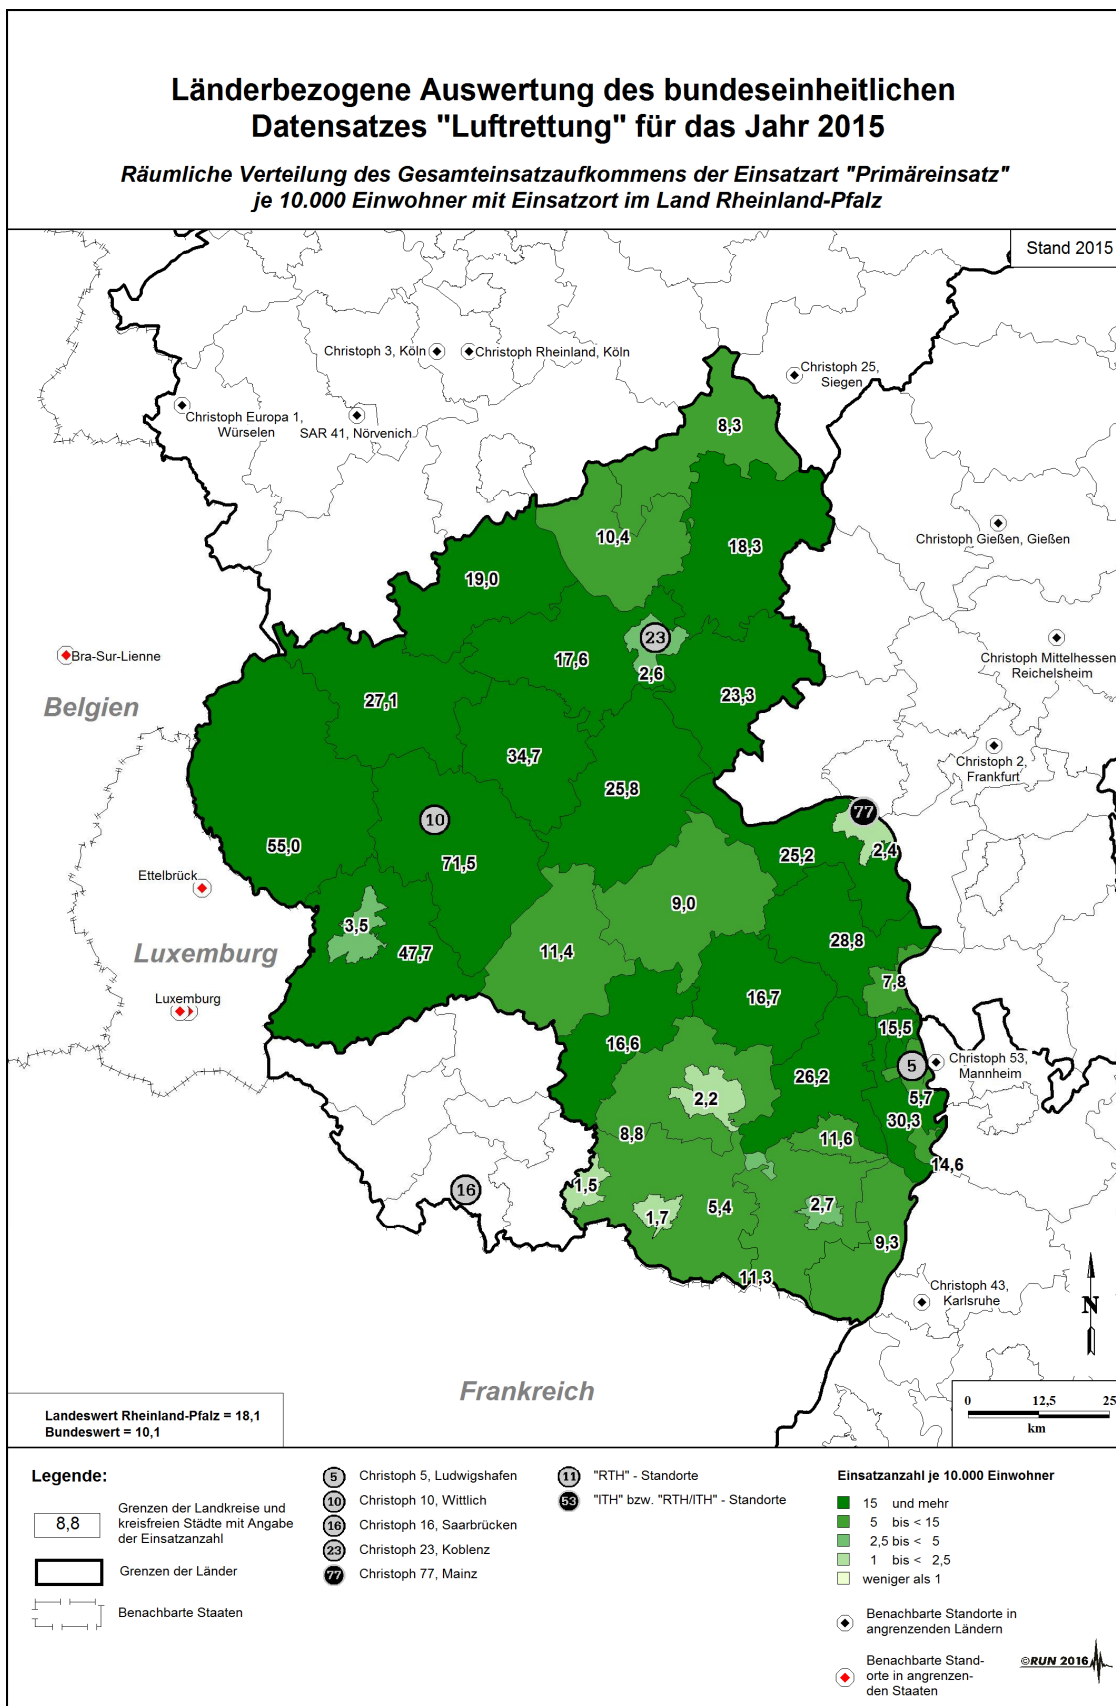 Länderbezogene Auswertung des bundeseinheitlichen
Datensatzes "Luftrettung" für das Jahr 2015
Räumliche Verteilung des Gesamteinsatzaufkommens der Einsatzart "Primäreinsatz"
je 10.000 Einwohner mit Einsatzort im Land Rheinland-Pfalz
Stand 2015
Christoph 3, Köln
Christoph Rheinland, Köln
Christoph 25,
Siegen
Christoph Europa 1,
Würselen
SAR 41, Nörvenich
8,3
Christoph Gießen, Gießen
10,4
18,3
19,0
23
Bra-Sur-Lienne
Christoph Mittelhessen
Reichelsheim
17,6
2,6
23,3
27,1
Belgien
34,7
Christoph 2,
Frankfurt
25,8
10
77
55,0
71,5
25,2
2,4
Ettelbrück
9,0
3,5
47,7
11,4
28,8
Luxemburg
7,8
Luxemburg
16,7
15,5
16,6
5
Christoph 53,
Mannheim
26,2
2,2
5,7
30,3
8,8
11,6
14,6
16
1,5
1,7
5,4
2,7
9,3
11,3
Christoph 43,
Karlsruhe
N
Frankreich
0 12,5 25
km
Landeswert Rheinland-Pfalz = 18,1
Bundeswert = 10,1
Legende:
8,8
Grenzen der Landkreise und
kreisfreien Städte mit Angabe
der Einsatzanzahl
Grenzen der Länder
Benachbarte Staaten
5 Christoph 5, Ludwigshafen
10 Christoph 10, Wittlich
16 Christoph 16, Saarbrücken
23 Christoph 23, Koblenz
77 Christoph 77, Mainz
11 "RTH" - Standorte
53 "ITH" bzw. "RTH/ITH" - Standorte
Einsatzanzahl je 10.000 Einwohner
15 und mehr
5 bis < 15
2,5 bis < 5
1 bis < 2,5
weniger als 1
Benachbarte Standorte in
angrenzenden Ländern
Benachbarte Stand-
orte in angrenzen-
den Staaten
©RUN 2016